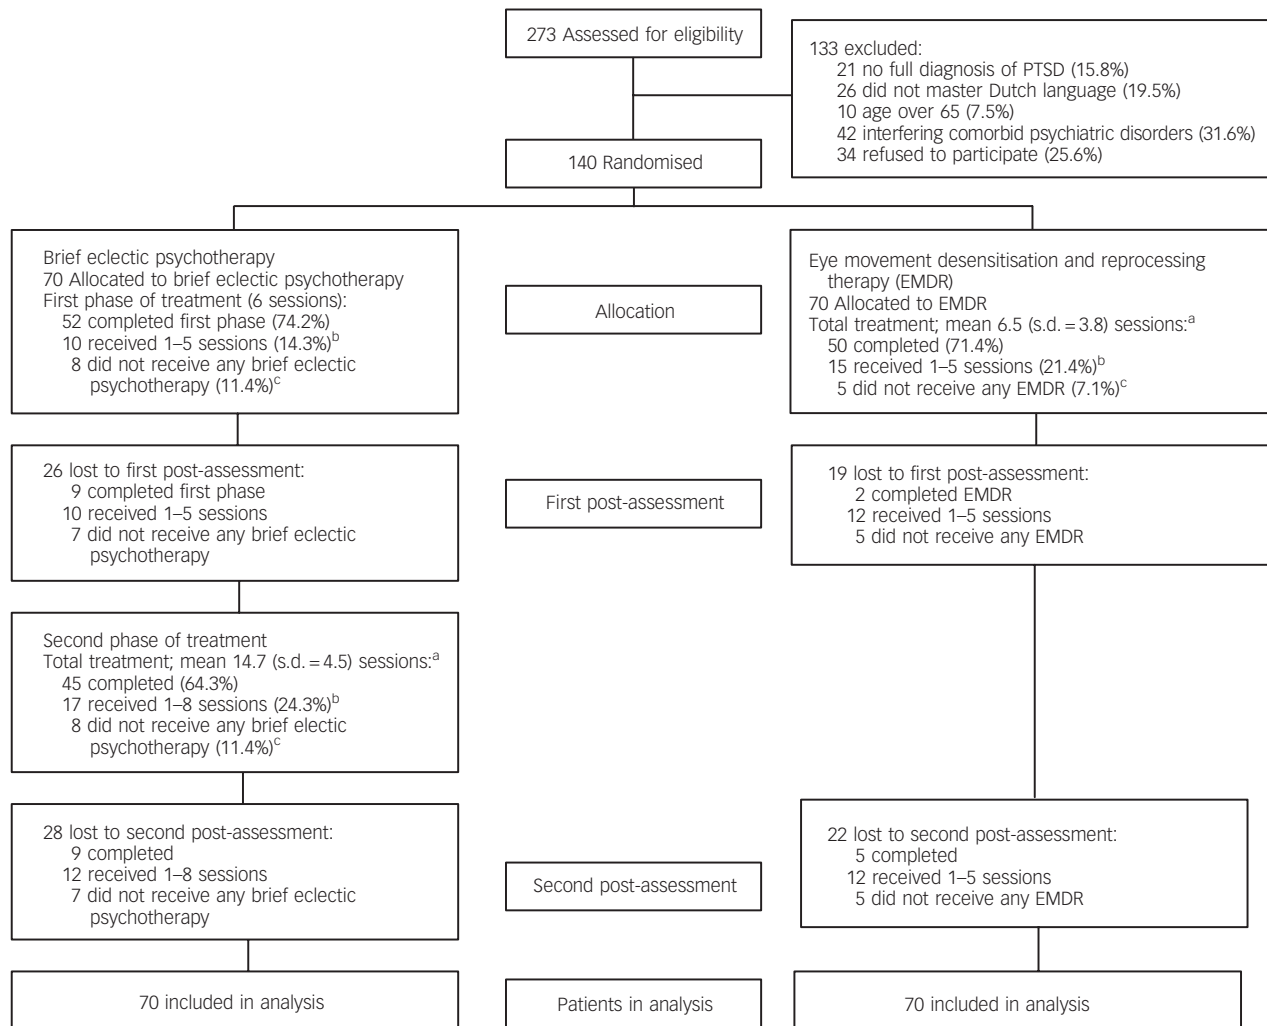 273 Assessed for eligibility
133 excluded:
21 no full diagnosis of PTSD (15.8%)
26 did not master Dutch language (19.5%)
10 age over 65 (7.5%)
42 interfering comorbid psychiatric disorders (31.6%)
34 refused to participate (25.6%)
140 Randomised
Brief eclectic psychotherapy
70 Allocated to brief eclectic psychotherapy
First phase of treatment (6 sessions):
52 completed first phase (74.2%)
10 received 1–5 sessions (14.3%)b
8 did not receive any brief eclectic
psychotherapy (11.4%)c
Allocation
Eye movement desensitisation and reprocessing
therapy (EMDR)
70 Allocated to EMDR
Total treatment; mean 6.5 (s.d. = 3.8) sessions:a
50 completed (71.4%)
15 received 1–5 sessions (21.4%)b
5 did not receive any EMDR (7.1%)c
26 lost to first post-assessment:
9 completed first phase
10 received 1–5 sessions
7 did not receive any brief eclectic
psychotherapy
First post-assessment
19 lost to first post-assessment:
2 completed EMDR
12 received 1–5 sessions
5 did not receive any EMDR
Second phase of treatment
Total treatment; mean 14.7 (s.d. = 4.5) sessions:a
45 completed (64.3%)
17 received 1–8 sessions (24.3%)b
8 did not receive any brief electic
psychotherapy (11.4%)c
28 lost to second post-assessment:
9 completed
12 received 1–8 sessions
7 did not receive any brief eclectic
psychotherapy
Second post-assessment
22 lost to second post-assessment:
5 completed
12 received 1–5 sessions
5 did not receive any EMDR
70 included in analysis
Patients in analysis
70 included in analysis